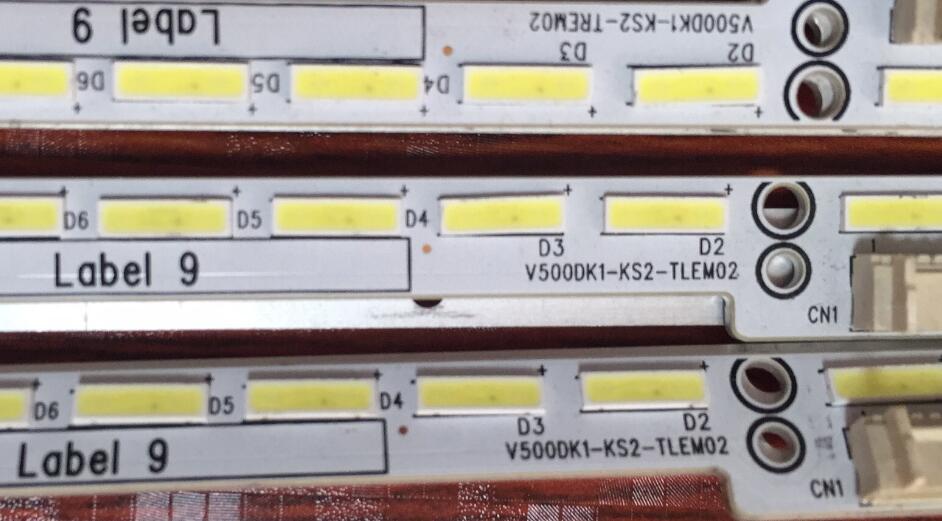 Label 9
V500DK1-KS2-TREM02
D6
D5
D4
D3
D2
D6
D5
D4
D3
D2
Label 9
V500DK1-KS2-TLEM02
CN1
D6
D5
D4
D3
D2
Label 9
V500DK1-KS2-TLEM02
CN1